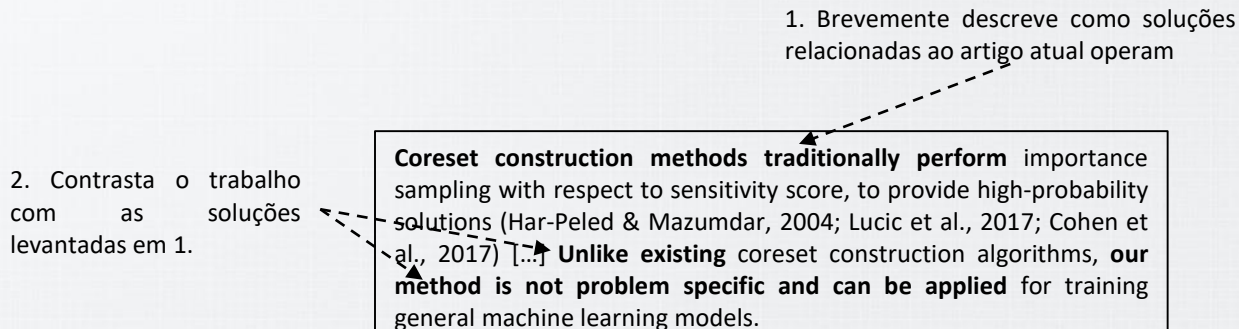 1. Brevemente descreve como soluções
relacionadas ao artigo atual operam
2. Contrasta o trabalho
com as soluções
levantadas em 1.
Coreset construction methods traditionally perform importance
sampling with respect to sensitivity score, to provide high-probability
solutions (Har-Peled & Mazumdar, 2004; Lucic et al., 2017; Cohen et
al., 2017) [...] Unlike existing coreset construction algorithms, our
method is not problem specific and can be applied for training
general machine learning models.